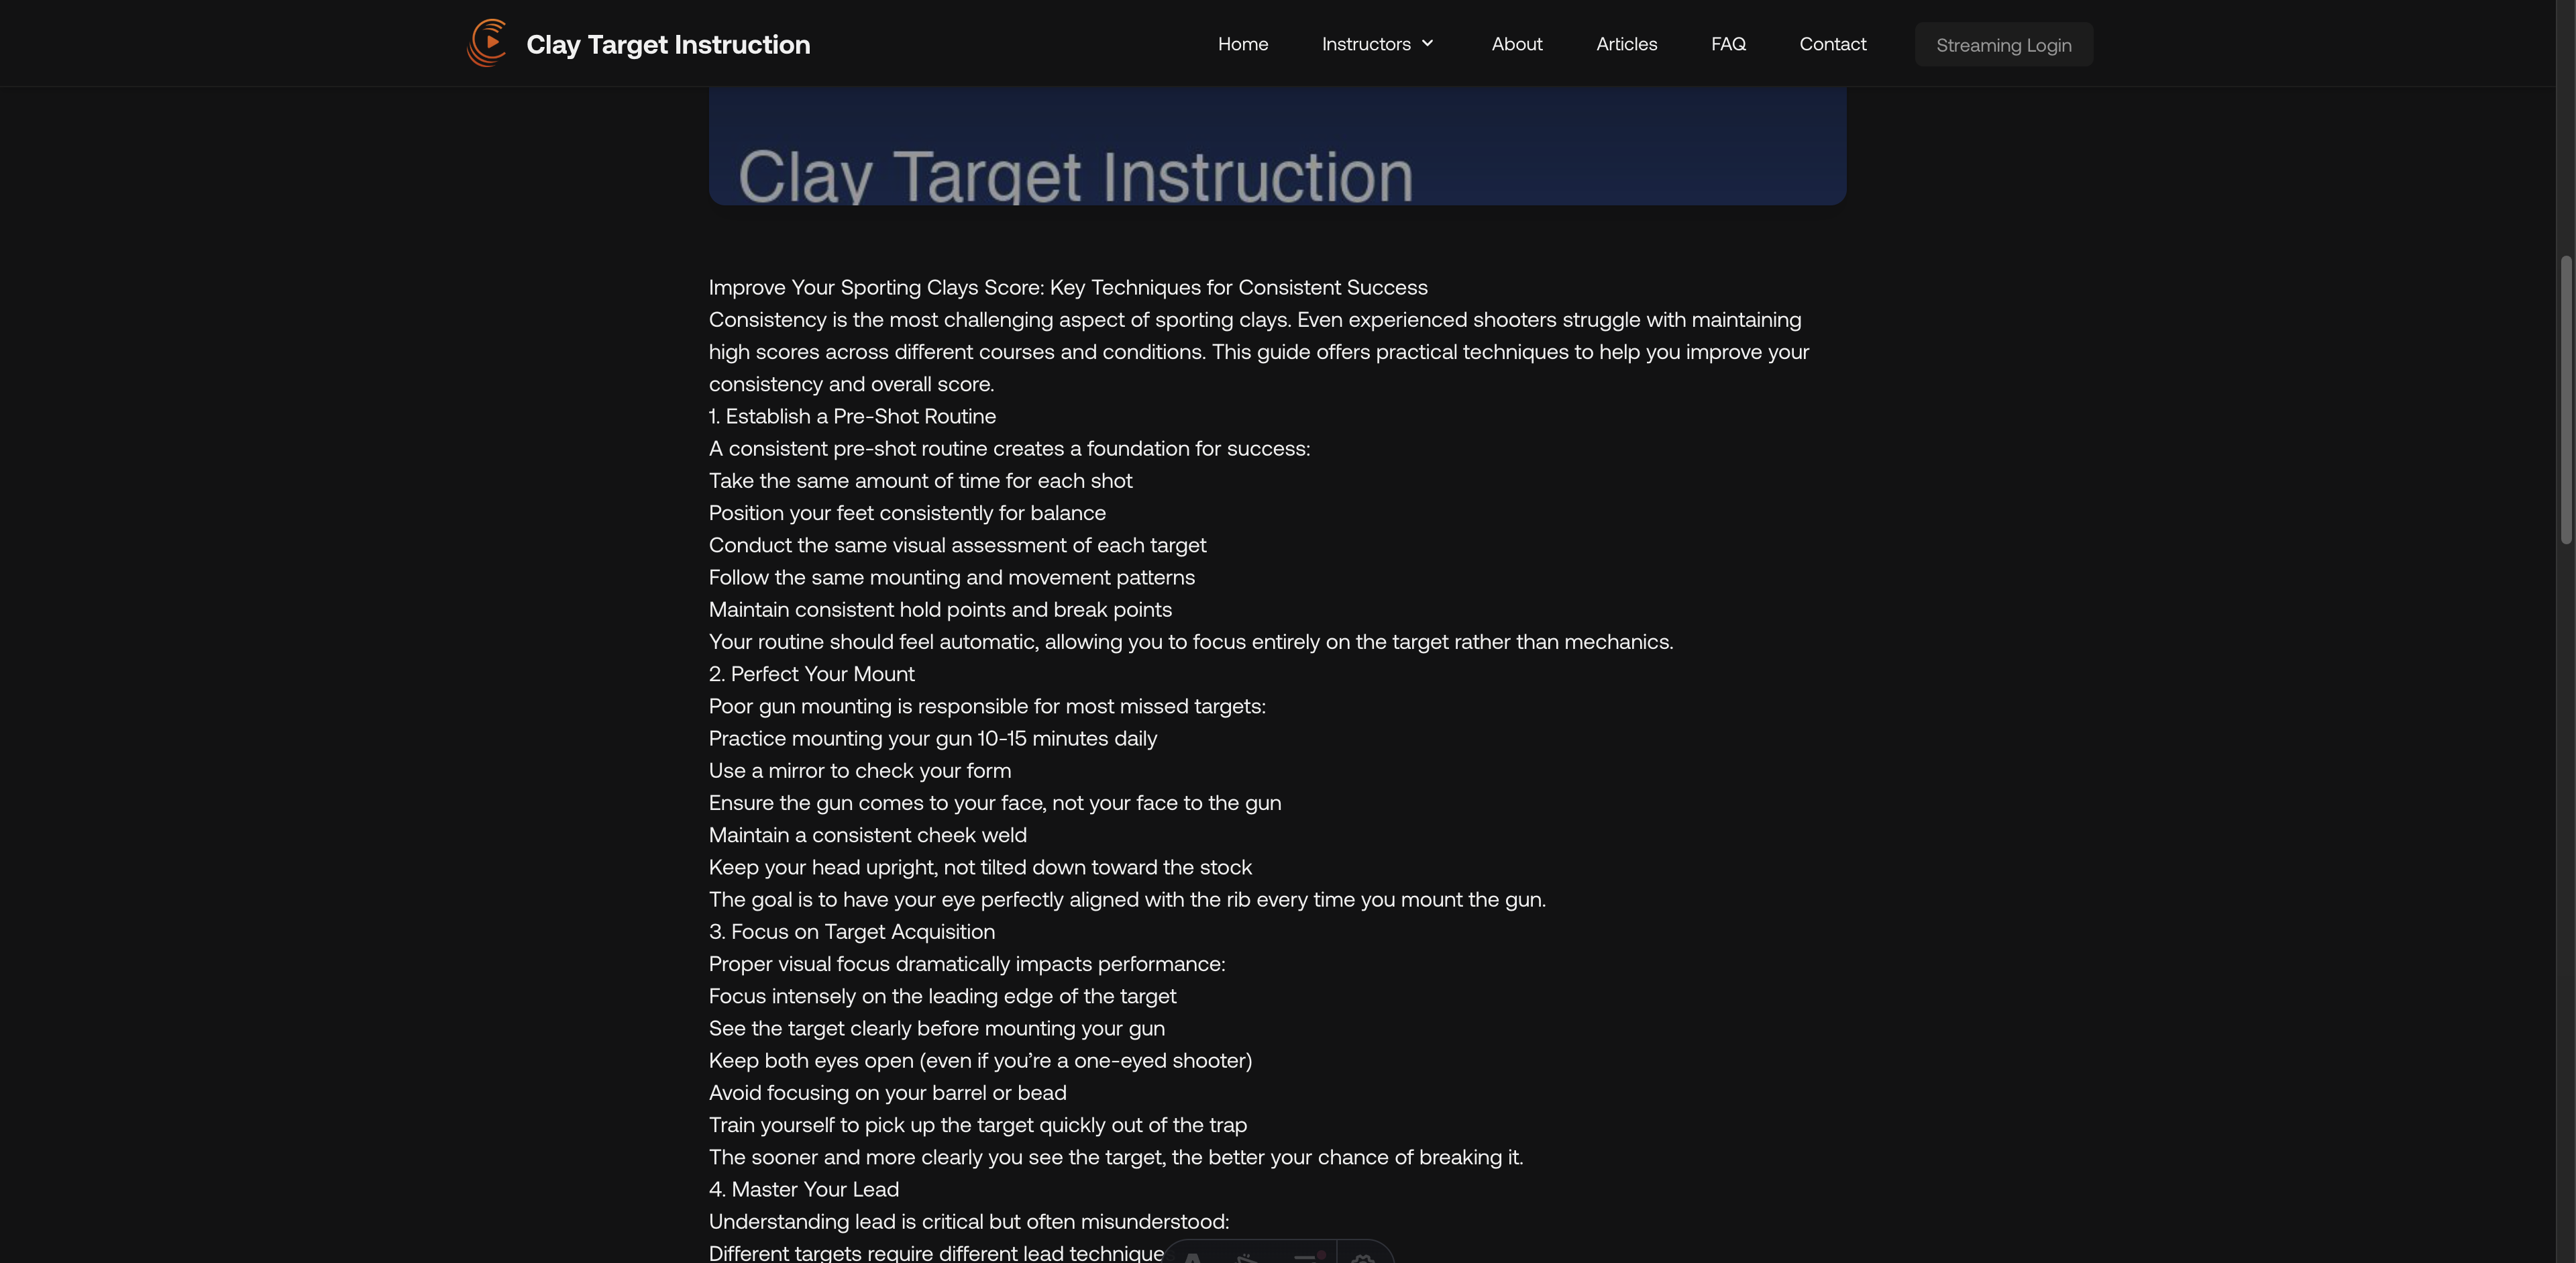 Clay Target Instruction
Home
Instructors
About
Articles
FAQ
Contact
Streaming Login
Clay Target Instruction
Improve Your Sporting Clays Score: Key Techniques for Consistent Success
Consistency is the most challenging aspect of sporting clays. Even experienced shooters struggle with maintaining
high scores across different courses and conditions. This guide offers practical techniques to help you improve your
consistency and overall score.
1. Establish a Pre-Shot Routine
A consistent pre-shot routine creates a foundation for success:
Take the same amount of time for each shot
Position your feet consistently for balance
Conduct the same visual assessment of each target
Follow the same mounting and movement patterns
Maintain consistent hold points and break points
Your routine should feel automatic, allowing you to focus entirely on the target rather than mechanics.
2. Perfect Your Mount
Poor gun mounting is responsible for most missed targets:
Practice mounting your gun 10-15 minutes daily
Use a mirror to check your form
Ensure the gun comes to your face, not your face to the gun
Maintain a consistent cheek weld
Keep your head upright, not tilted down toward the stock
The goal is to have your eye perfectly aligned with the rib every time you mount the gun.
3. Focus on Target Acquisition
Proper visual focus dramatically impacts performance:
Focus intensely on the leading edge of the target
See the target clearly before mounting your gun
Keep both eyes open (even if you’re a one-eyed shooter)
Avoid focusing on your barrel or bead
Train yourself to pick up the target quickly out of the trap
The sooner and more clearly you see the target, the better your chance of breaking it.
4. Master Your Lead
Understanding lead is critical but often misunderstood:
Different targets require different lead technique